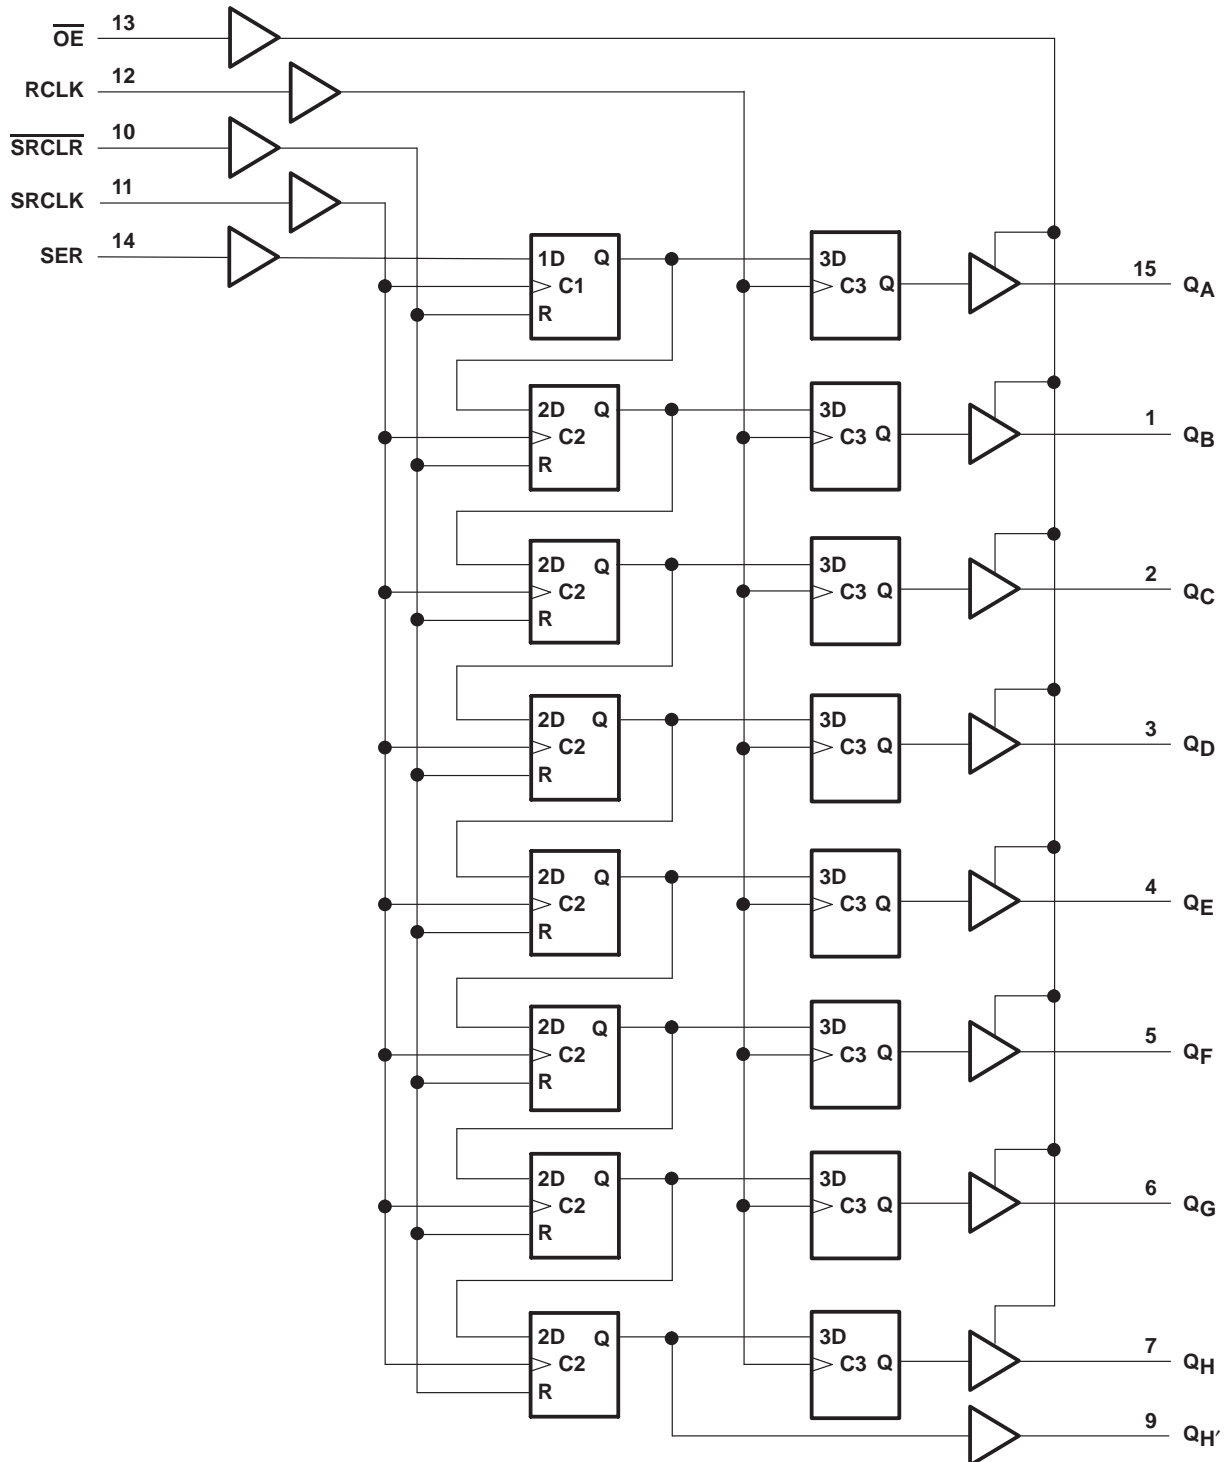 OE 13
RCLK 12
SRCLR 10
SRCLK 11
SER 14
1D Q
C1
R
3D
C3 Q
15 QA
2D Q
C2
R
3D
C3 Q
1 QB
2D Q
C2
R
3D
C3 Q
2 QC
2D Q
C2
R
3D
C3 Q
3 QD
2D Q
C2
R
3D
C3 Q
4 QE
2D Q
C2
R
3D
C3 Q
5 QF
2D Q
C2
R
3D
C3 Q
6 QG
2D Q
C2
R
3D
C3 Q
7 QH
9 QH′